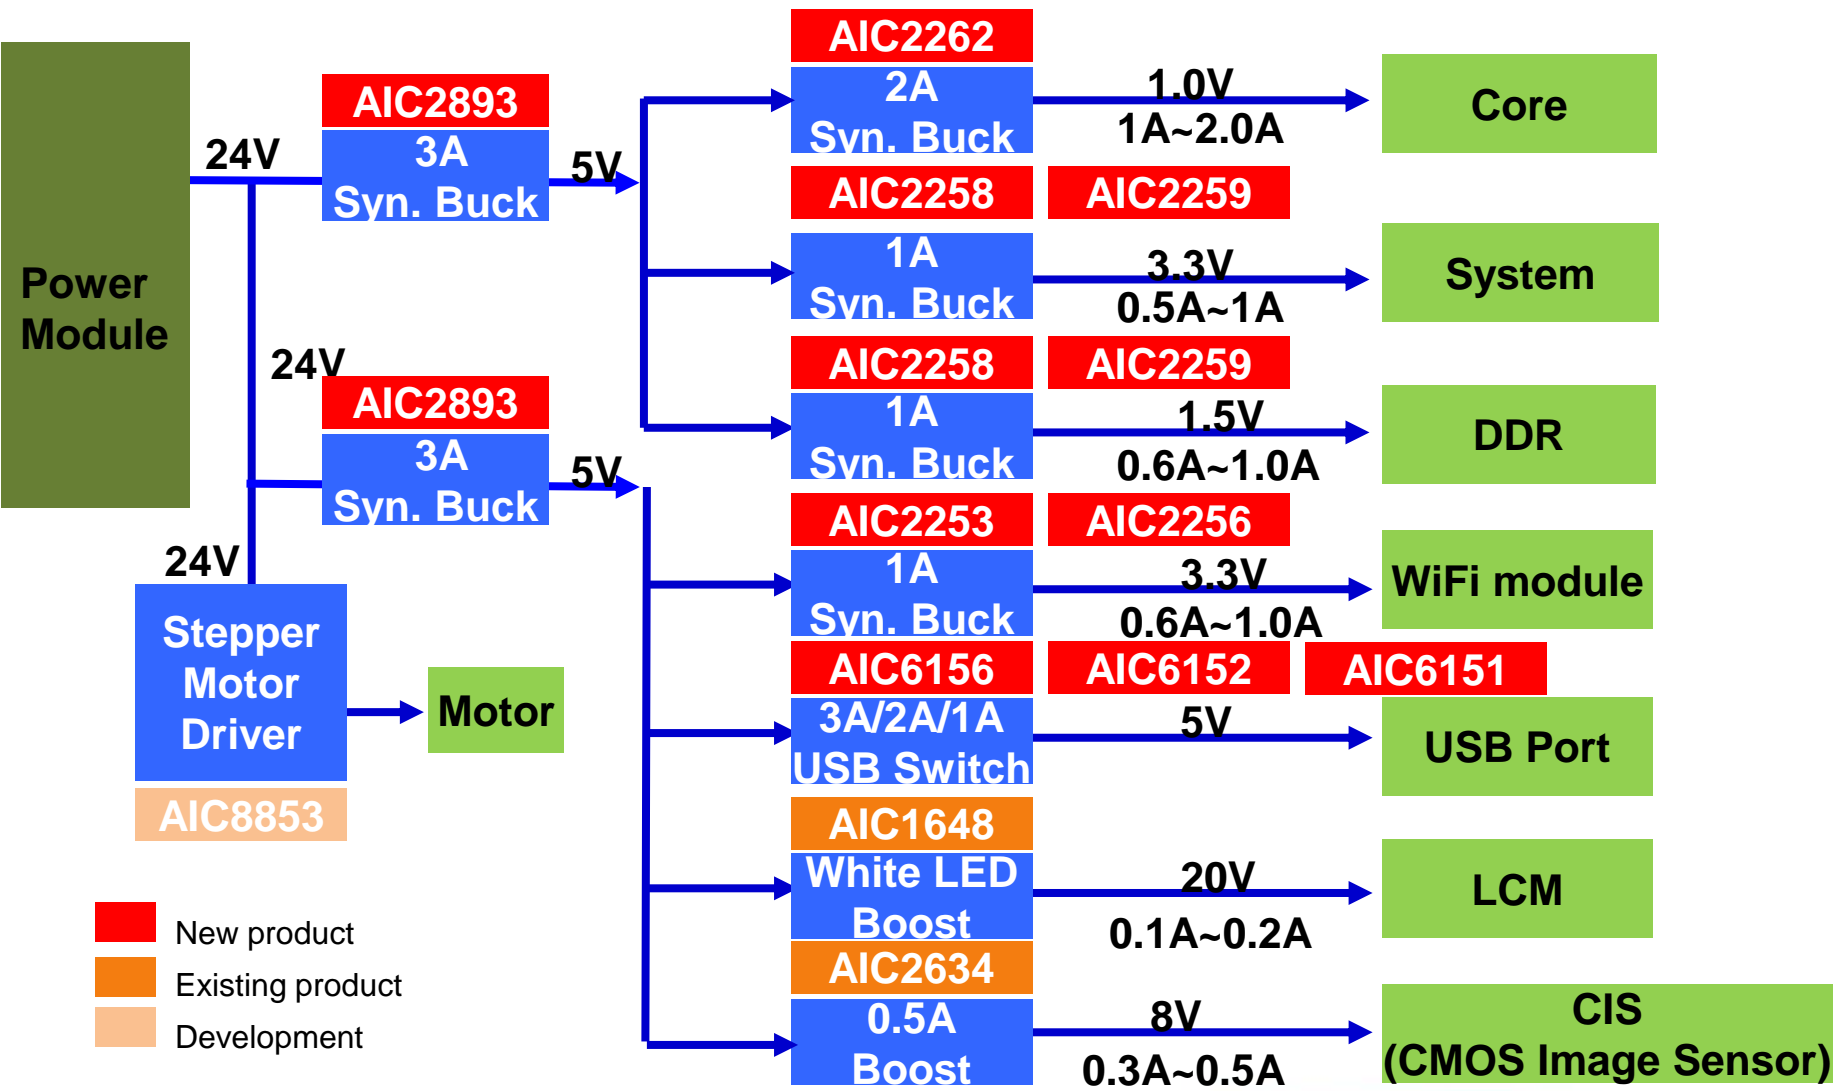 AIC2262
2A
Syn. Buck
1.0V
1A~2.0A
Core
AIC2893
3A
Syn. Buck
24V
5V
AIC2258
AIC2259
1A
Syn. Buck
3.3V
0.5A~1A
System
Power
Module
24V
AIC2893
3A
Syn. Buck
5V
AIC2258
AIC2259
1A
Syn. Buck
1.5V
0.6A~1.0A
DDR
AIC2253
AIC2256
1A
Syn. Buck
3.3V
0.6A~1.0A
WiFi module
24V
Stepper
Motor
Driver
AIC8853
Motor
AIC6156
AIC6152
AIC6151
3A/2A/1A
USB Switch
5V
USB Port
AIC1648
White LED
Boost
20V
0.1A~0.2A
LCM
AIC2634
0.5A
Boost
8V
0.3A~0.5A
CIS
(CMOS Image Sensor)
New product
Existing product
Development